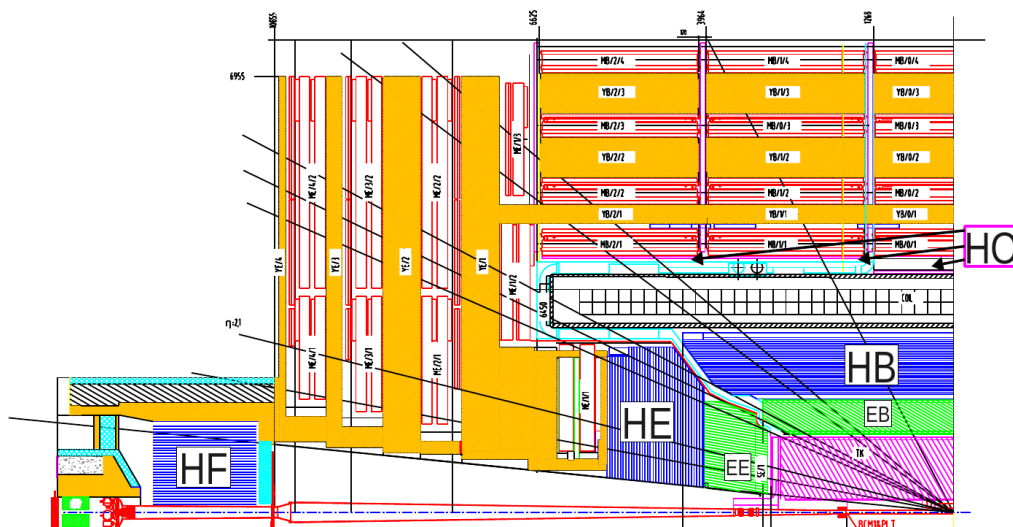 10855
6625
3964
1268
6955
MB/2/4
MB/1/4
MB/0/4
YB/2/3
YB/1/3
YB/0/3
MB/2/3
MB/0/3
MB/0/3
YB/2/2
YB/1/2
YB/0/2
MB/2/2
MB/1/2
MB/0/2
YB/2/1
YB/1/1
YB/0/1
MB/2/1
MB/1/1
MB/0/1
HO
ME/4/2
ME/3/2
ME/2/2
ME/1/3
ME/1/2
YE/4
YE/3
YE/2
YE/1
6450
COIL
η=2,1
ME/4/1
ME/3/1
ME/2/1
ME/1/1
HB
HE
EB
EE
SE/1
TK
HF
BCM1&PLT